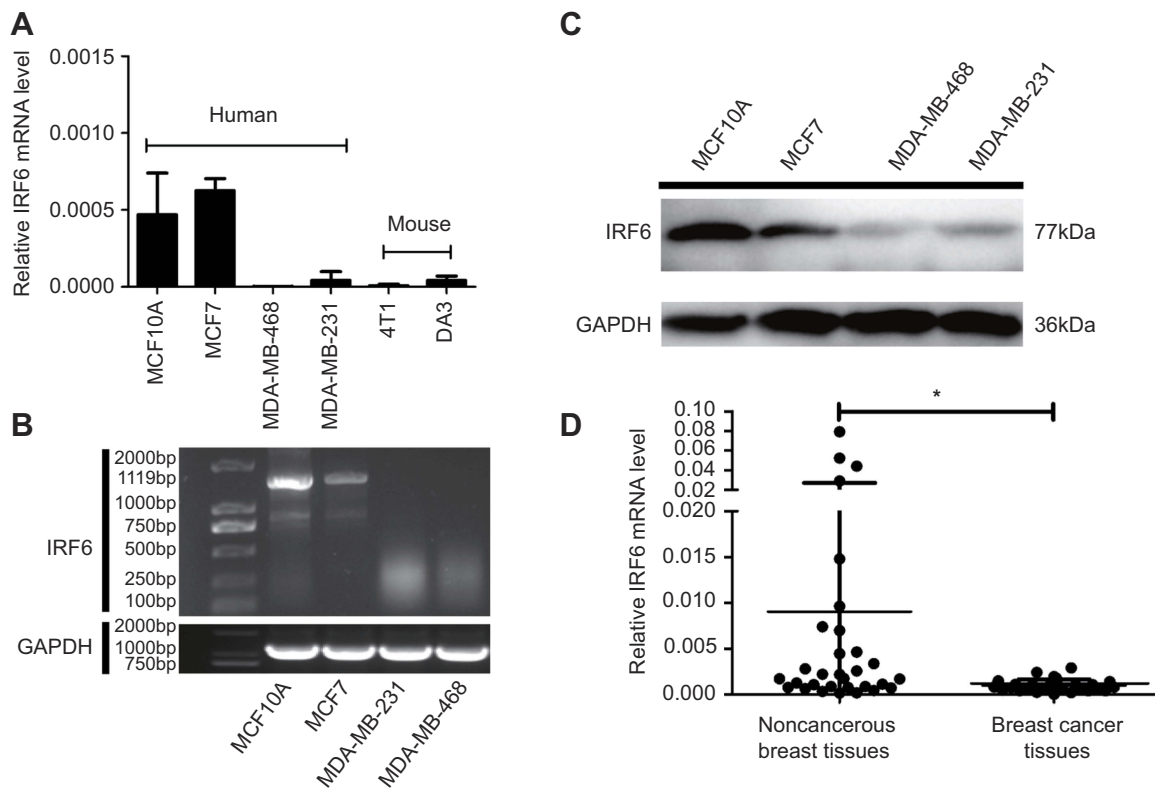 A
Relative IRF6 mRNA level
0.0015
0.0010
0.0005
0.0000
Human
Mouse
MCF10A
MCF7
MDA-MB-468
MDA-MB-231
4T1
DA3
B
IRF6
2000bp
1119bp
1000bp
750bp
500bp
250bp
100bp
GAPDH
2000bp
1000bp
750bp
MCF10A
MCF7
MDA-MB-231
MDA-MB-468
C
MCF10A
MCF7
MDA-MB-468
MDA-MB-231
IRF6
77kDa
GAPDH
36kDa
D
Relative IRF6 mRNA level
0.10
0.08
0.06
0.04
0.02
0.020
0.015
0.010
0.005
0.000
*
Noncancerous
breast tissues
Breast cancer
tissues